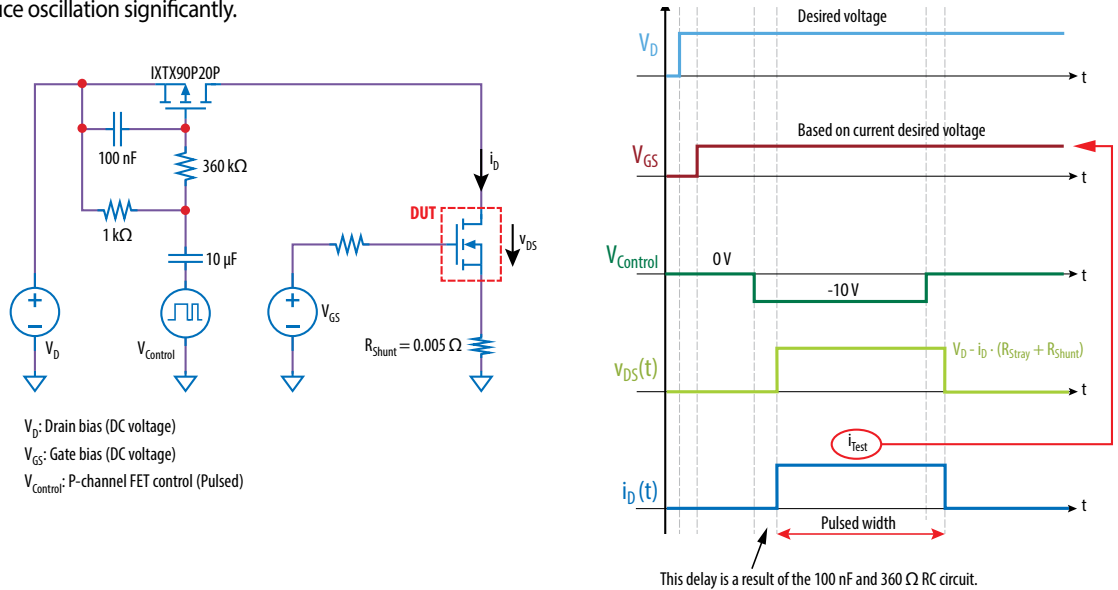 uce oscillation significantly.
IXTX90P20P
100 nF
360 kΩ
1 kΩ
10 µF
+
−
V_D
V_Control
+
−
V_GS
DUT
i_D
v_DS
R_Shunt = 0.005 Ω
V_D: Drain bias (DC voltage)
V_GS: Gate bias (DC voltage)
V_Control: P-channel FET control (Pulsed)
Desired voltage
V_D
t
Based on current desired voltage
V_GS
t
V_Control
0 V
-10 V
t
v_DS(t)
V_D - i_D · (R_Stray + R_Shunt)
t
i_Test
i_D (t)
t
Pulsed width
This delay is a result of the 100 nF and 360 Ω RC circuit.